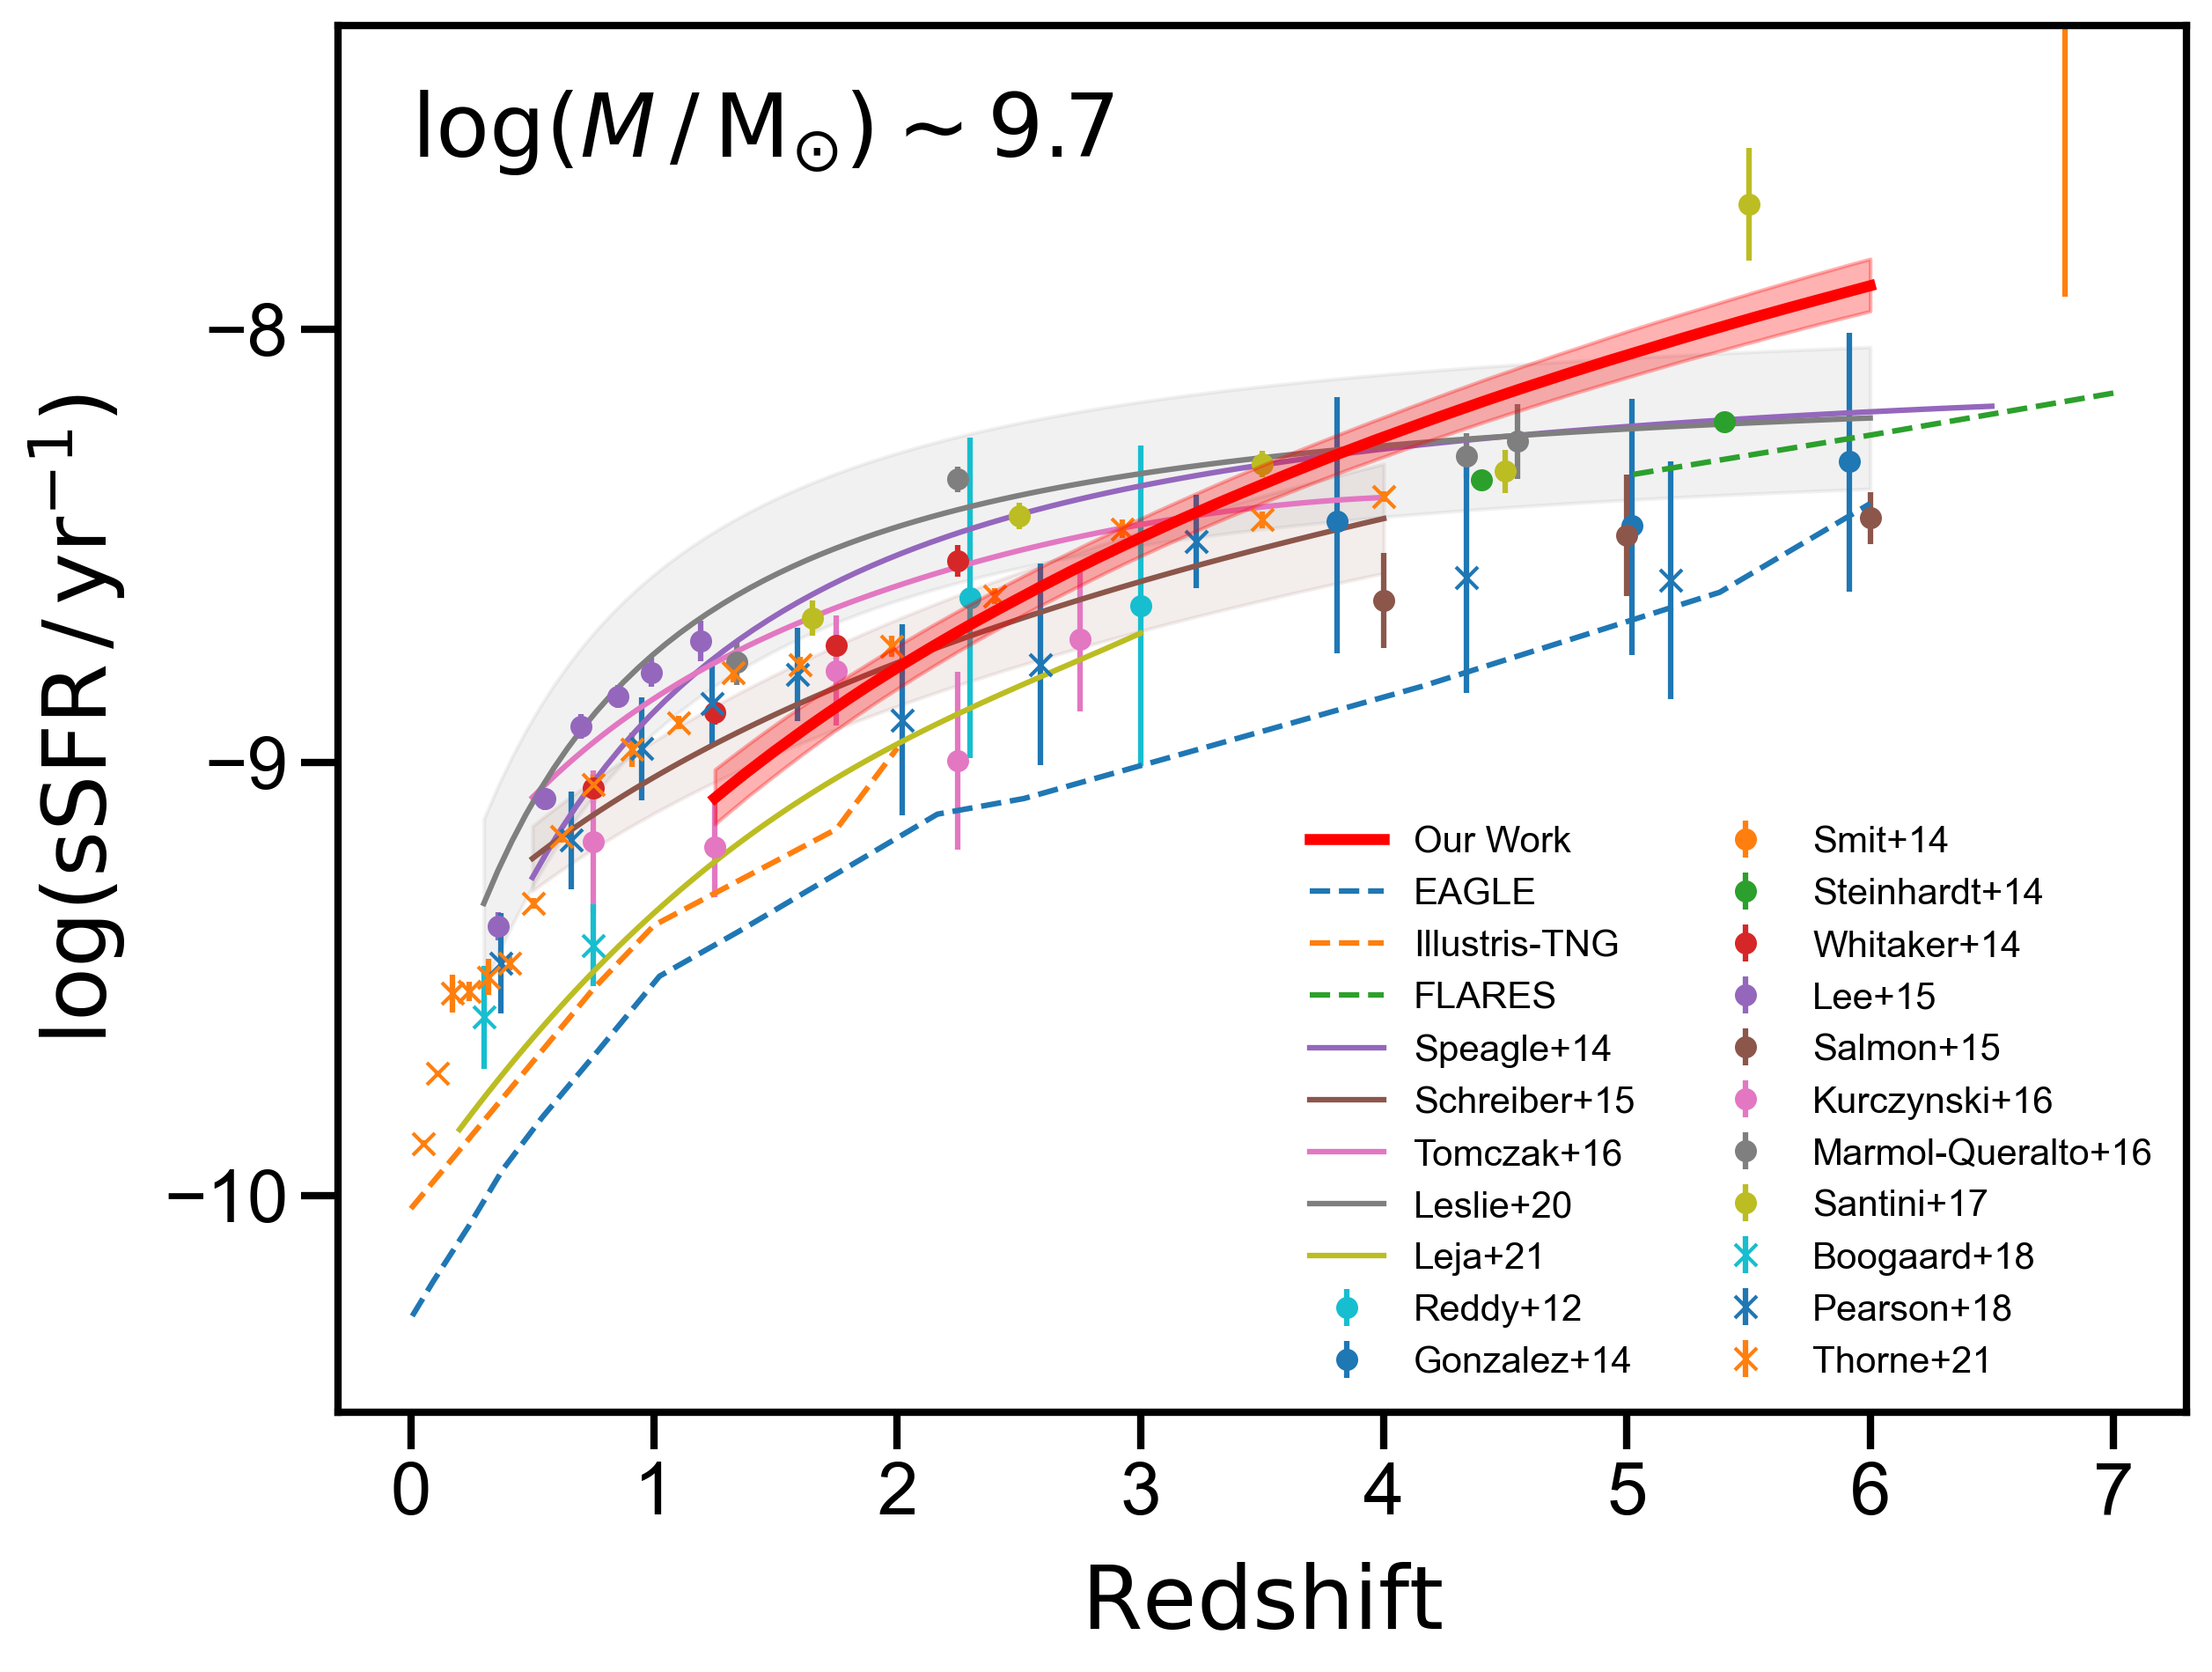 log(M / M⊙) ~ 9.7
log(sSFR / yr⁻¹)
−8
−9
−10
Our Work
EAGLE
Illustris-TNG
FLARES
Speagle+14
Schreiber+15
Tomczak+16
Leslie+20
Leja+21
Reddy+12
Gonzalez+14
Smit+14
Steinhardt+14
Whitaker+14
Lee+15
Salmon+15
Kurczynski+16
Marmol-Queralto+16
Santini+17
Boogaard+18
Pearson+18
Thorne+21
0 1 2 3 4 5 6 7
Redshift